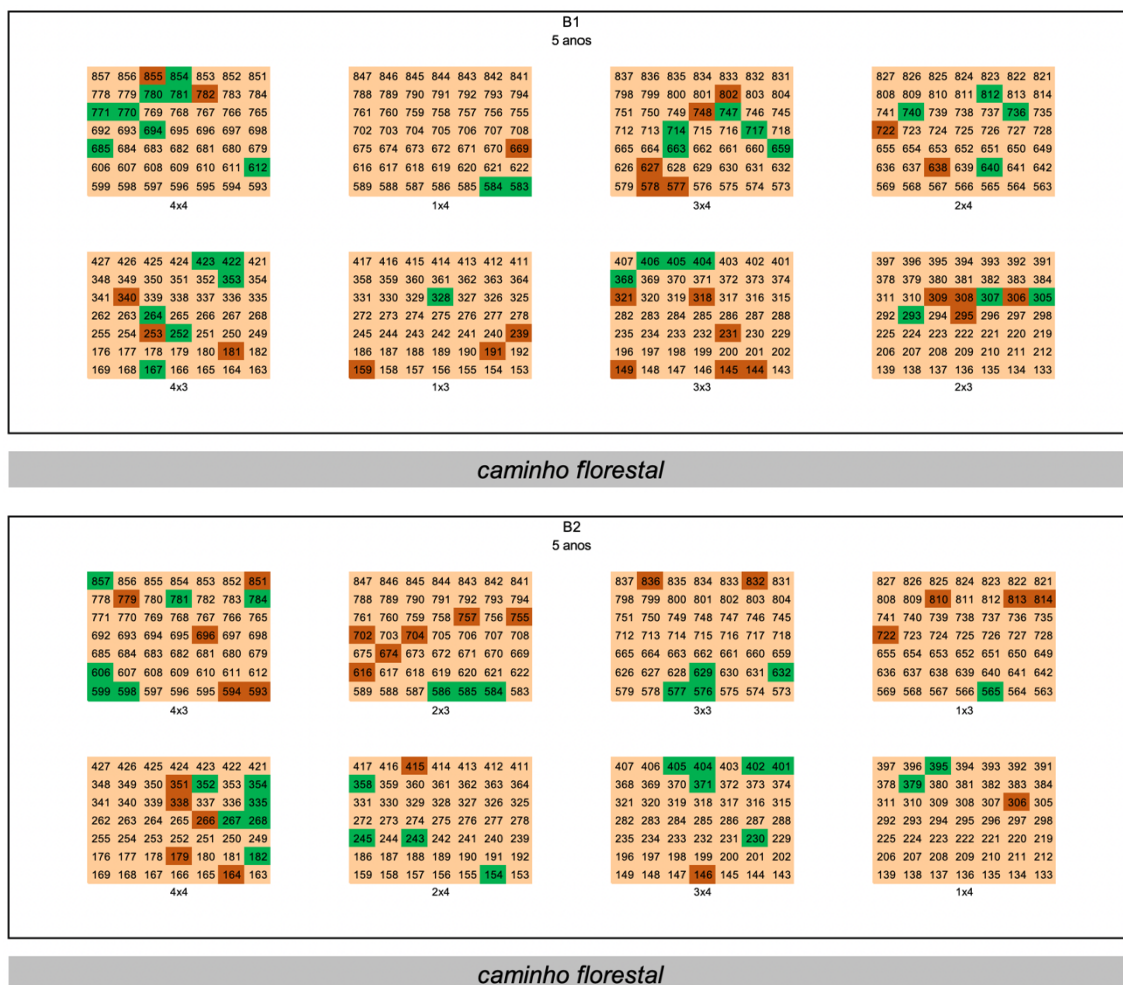 B1
5 anos
857 856 855 854 853 852 851 847 846 845 844 843 842 841 837 836 835 834 833 832 831 827 826 825 824 823 822 821
778 779 780 781 782 783 784 788 789 790 791 792 793 794 798 799 800 801 802 803 804 808 809 810 811 812 813 814
771 770 769 768 767 766 765 761 760 759 758 757 756 755 751 750 749 748 747 746 745 741 740 739 738 737 736 735
692 693 694 695 696 697 698 702 703 704 705 706 707 708 712 713 714 715 716 717 718 722 723 724 725 726 727 728
685 684 683 682 681 680 679 675 674 673 672 671 670 669 665 664 663 662 661 660 659 655 654 653 652 651 650 649
606 607 608 609 610 611 612 616 617 618 619 620 621 622 626 627 628 629 630 631 632 636 637 638 639 640 641 642
599 598 597 596 595 594 593 589 588 587 586 585 584 583 579 578 577 576 575 574 573 569 568 567 566 565 564 563
4x4 1x4 3x4 2x4
427 426 425 424 423 422 421 417 416 415 414 413 412 411 407 406 405 404 403 402 401 397 396 395 394 393 392 391
348 349 350 351 352 353 354 358 359 360 361 362 363 364 368 369 370 371 372 373 374 378 379 380 381 382 383 384
341 340 339 338 337 336 335 331 330 329 328 327 326 325 321 320 319 318 317 316 315 311 310 309 308 307 306 305
262 263 264 265 266 267 268 272 273 274 275 276 277 278 282 283 284 285 286 287 288 292 293 294 295 296 297 298
255 254 253 252 251 250 249 245 244 243 242 241 240 239 235 234 233 232 231 230 229 225 224 223 222 221 220 219
176 177 178 179 180 181 182 186 187 188 189 190 191 192 196 197 198 199 200 201 202 206 207 208 209 210 211 212
169 168 167 166 165 164 163 159 158 157 156 155 154 153 149 148 147 146 145 144 143 139 138 137 136 135 134 133
4x3 1x3 3x3 2x3
caminho florestal
B2
5 anos
857 856 855 854 853 852 851 847 846 845 844 843 842 841 837 836 835 834 833 832 831 827 826 825 824 823 822 821
778 779 780 781 782 783 784 788 789 790 791 792 793 794 798 799 800 801 802 803 804 808 809 810 811 812 813 814
771 770 769 768 767 766 765 761 760 759 758 757 756 755 751 750 749 748 747 746 745 741 740 739 738 737 736 735
692 693 694 695 696 697 698 702 703 704 705 706 707 708 712 713 714 715 716 717 718 722 723 724 725 726 727 728
685 684 683 682 681 680 679 675 674 673 672 671 670 669 665 664 663 662 661 660 659 655 654 653 652 651 650 649
606 607 608 609 610 611 612 616 617 618 619 620 621 622 626 627 628 629 630 631 632 636 637 638 639 640 641 642
599 598 597 596 595 594 593 589 588 587 586 585 584 583 579 578 577 576 575 574 573 569 568 567 566 565 564 563
4x3 2x3 3x3 1x3
427 426 425 424 423 422 421 417 416 415 414 413 412 411 407 406 405 404 403 402 401 397 396 395 394 393 392 391
348 349 350 351 352 353 354 358 359 360 361 362 363 364 368 369 370 371 372 373 374 378 379 380 381 382 383 384
341 340 339 338 337 336 335 331 330 329 328 327 326 325 321 320 319 318 317 316 315 311 310 309 308 307 306 305
262 263 264 265 266 267 268 272 273 274 275 276 277 278 282 283 284 285 286 287 288 292 293 294 295 296 297 298
255 254 253 252 251 250 249 245 244 243 242 241 240 239 235 234 233 232 231 230 229 225 224 223 222 221 220 219
176 177 178 179 180 181 182 186 187 188 189 190 191 192 196 197 198 199 200 201 202 206 207 208 209 210 211 212
169 168 167 166 165 164 163 159 158 157 156 155 154 153 149 148 147 146 145 144 143 139 138 137 136 135 134 133
4x4 2x4 3x4 1x4
caminho florestal